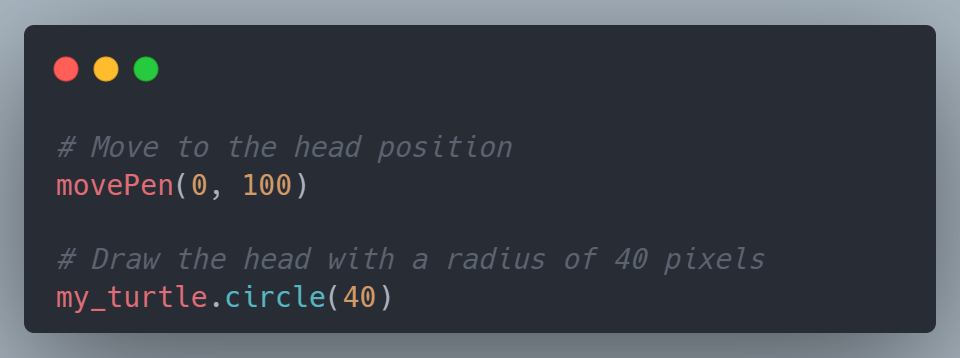 # Move to the head position
movePen(0, 100)
# Draw the head with a radius of 40 pixels
my_turtle.circle(40)